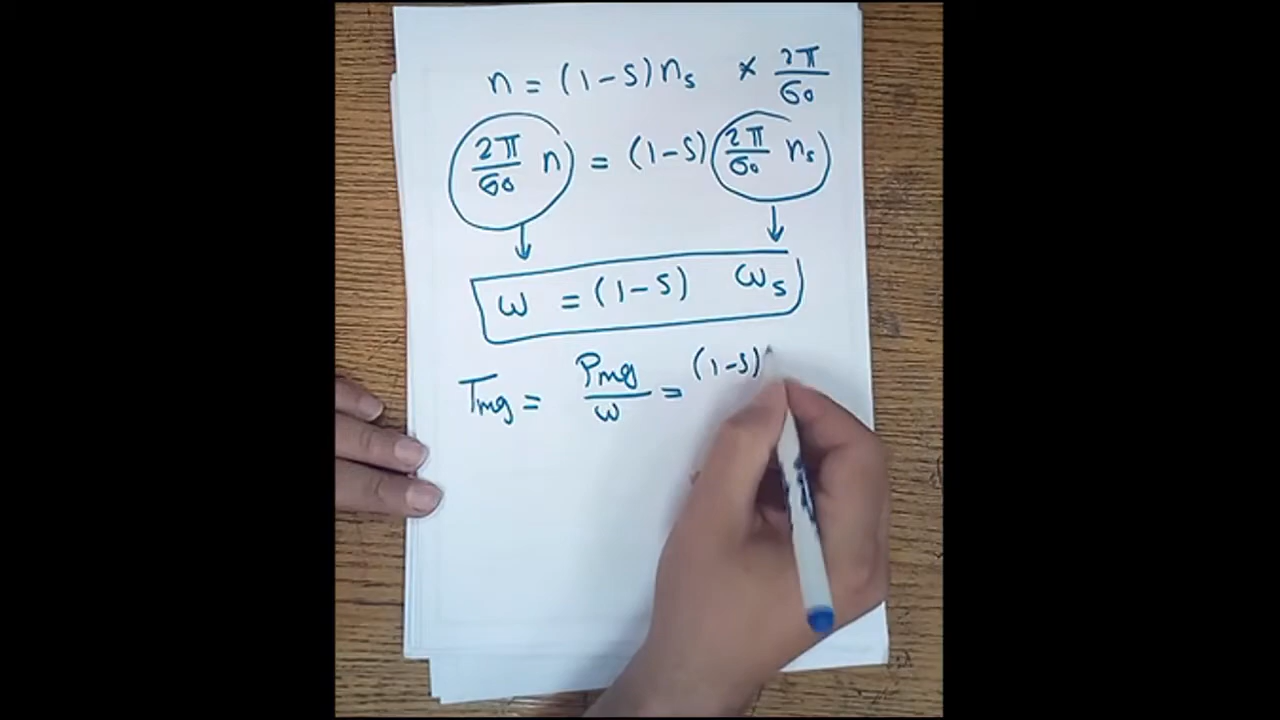 n = (1-s) nₛ × 2π/60
2π/60 n = (1-s) 2π/60 nₛ
ω = (1-s) ωₛ
Tmg = Pmg/ω = (1-s)